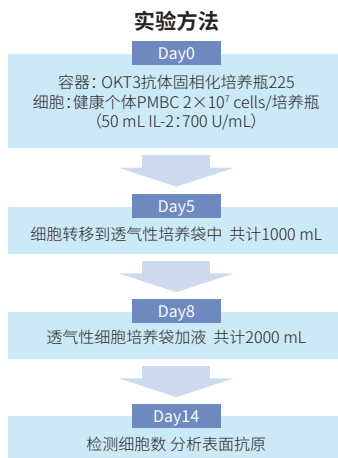 实验方法
Day0
容器：OKT3抗体固相化培养瓶225
细胞：健康个体PMBC 2×10⁷ cells/培养瓶
（50 mL IL-2：700 U/mL）
Day5
细胞转移到透气性培养袋中 共计1000 mL
Day8
透气性细胞培养袋加液 共计2000 mL
Day14
检测细胞数 分析表面抗原